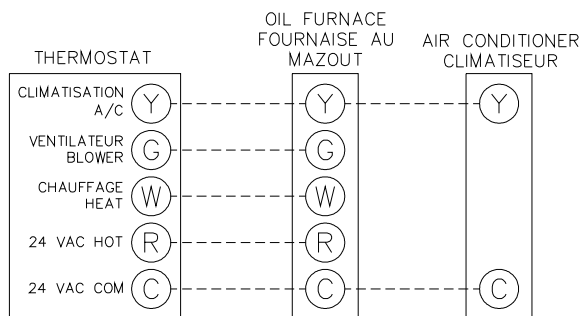 THERMOSTAT
OIL FURNACE
FOURNAISE AU
MAZOUT
AIR CONDITIONER
CLIMATISEUR
CLIMATISATION
A/C
Y
Y
Y
VENTILATEUR
BLOWER
G
G
CHAUFFAGE
HEAT
W
W
24 VAC HOT
R
R
24 VAC COM
C
C
C